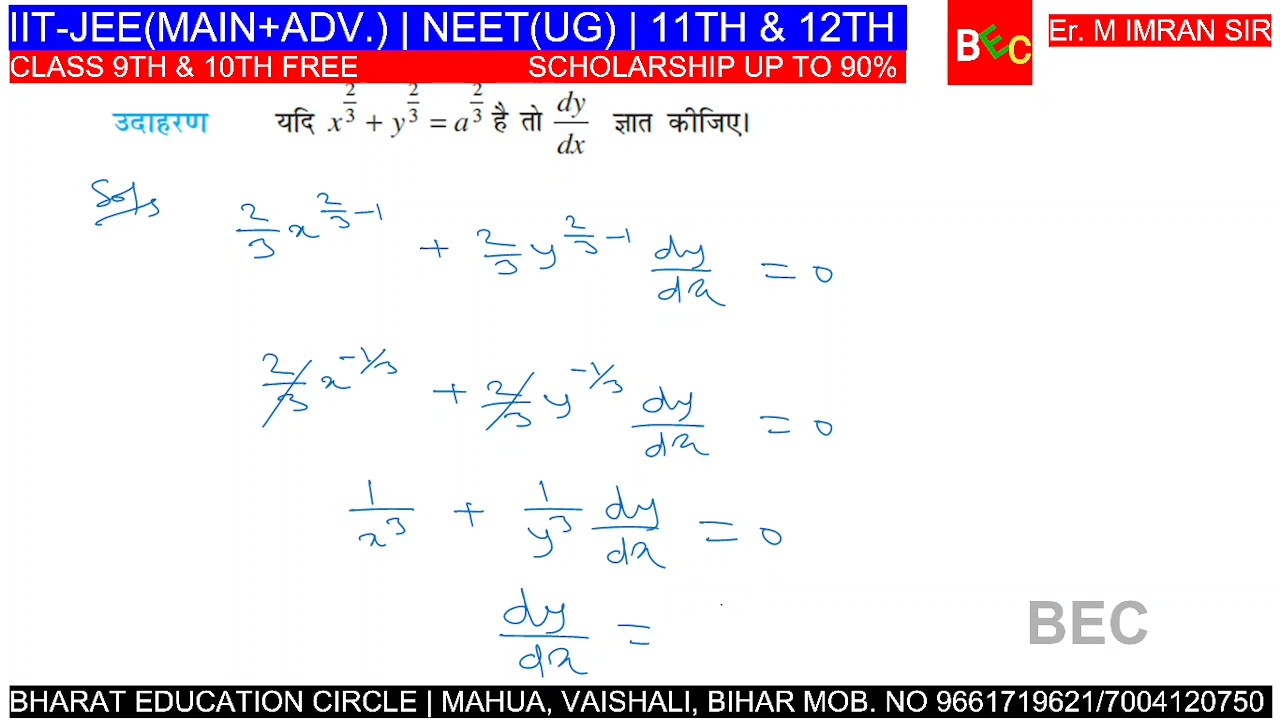 IIT-JEE(MAIN+ADV.) | NEET(UG) | 11TH & 12TH
CLASS 9TH & 10TH FREE SCHOLARSHIP UP TO 90%
BEC
Er. M IMRAN SIR
उदाहरण यदि x^(2/3) + y^(2/3) = a^(2/3) है तो dy/dx ज्ञात कीजिए।
Soln
2/3 x^(2/3 −1) + 2/3 y^(2/3 −1) dy/dx = 0
2/3 x^(−1/3) + 2/3 y^(−1/3) dy/dx = 0
1/x^3 + 1/y^3 dy/dx = 0
dy/dx =
BEC
BHARAT EDUCATION CIRCLE | MAHUA, VAISHALI, BIHAR MOB. NO 9661719621/7004120750